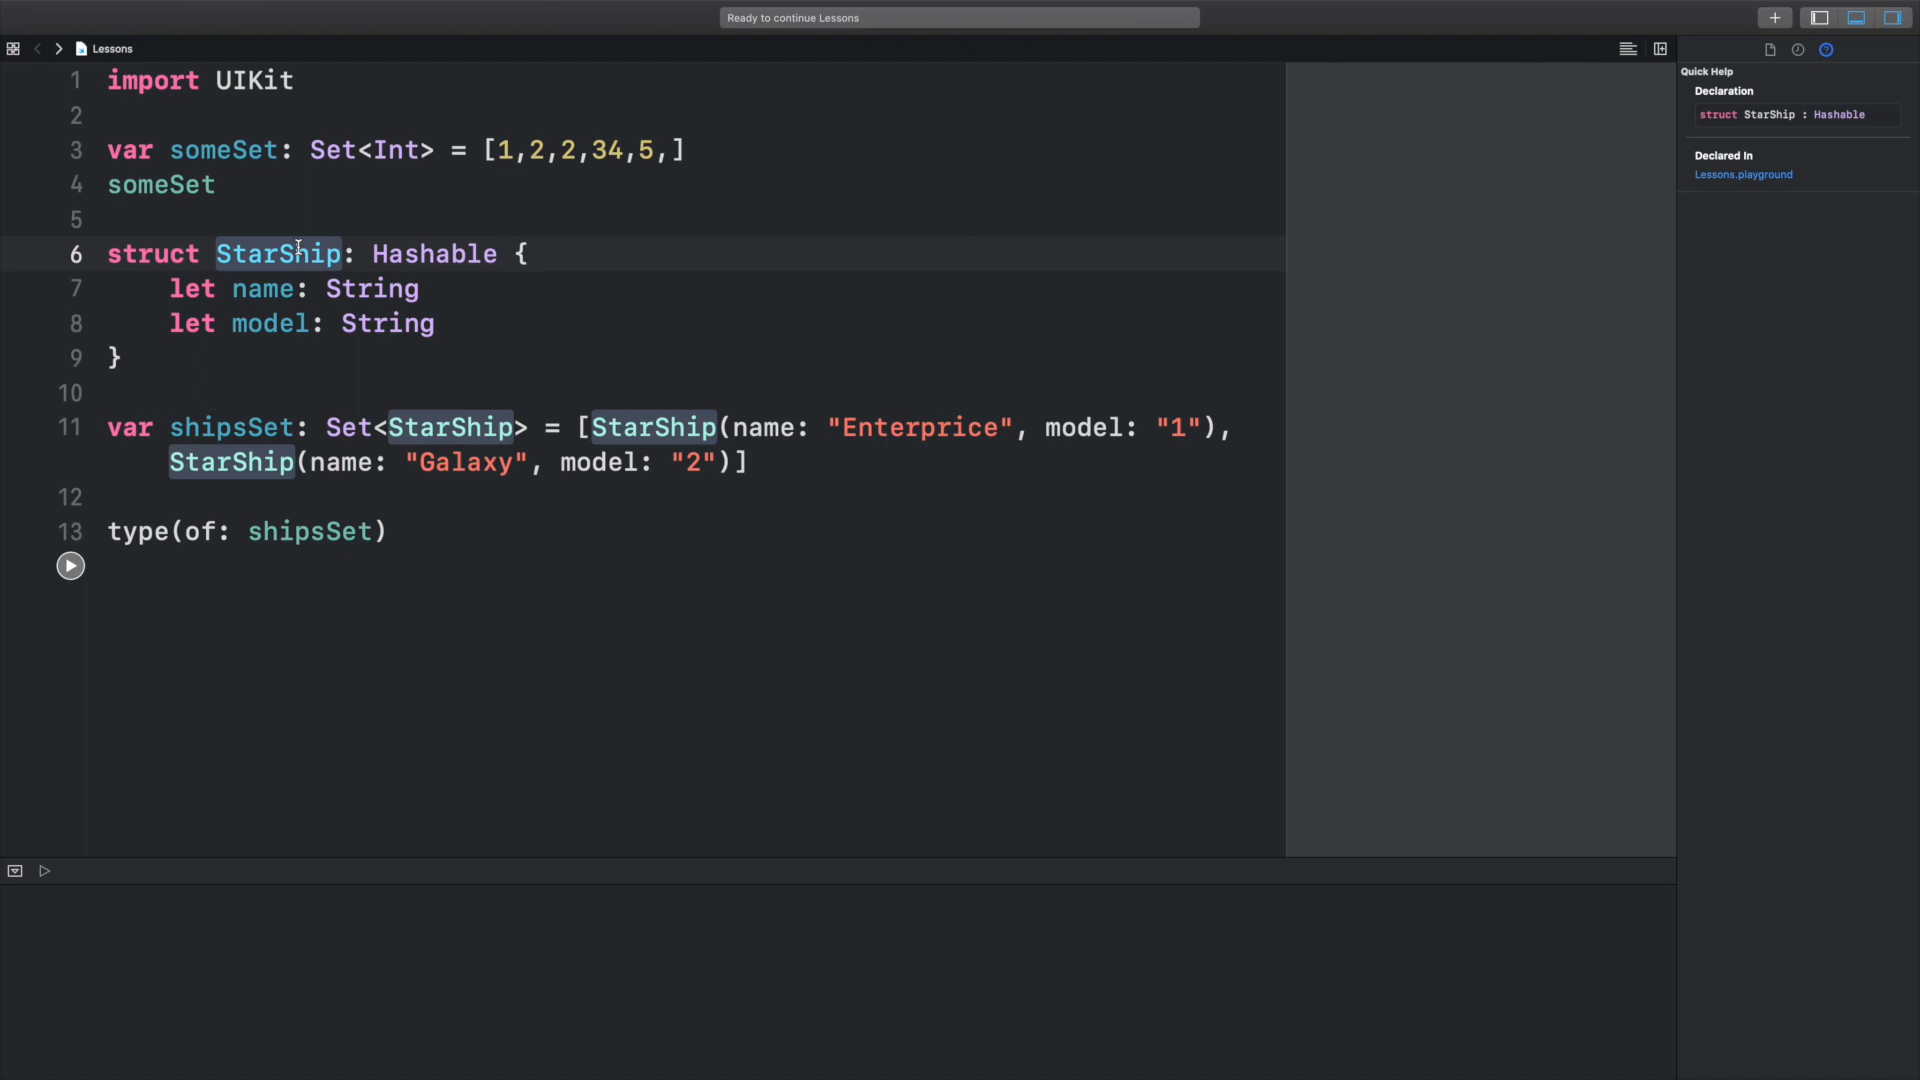 Ready to continue Lessons
Lessons
1 import UIKit
2
3 var someSet: Set<Int> = [1,2,2,34,5,]
4 someSet
5
6 struct StarShip: Hashable {
7 let name: String
8 let model: String
9 }
10
11 var shipsSet: Set<StarShip> = [StarShip(name: "Enterprice", model: "1"),
StarShip(name: "Galaxy", model: "2")]
12
13 type(of: shipsSet)
Quick Help
Declaration
struct StarShip : Hashable
Declared In
Lessons.playground